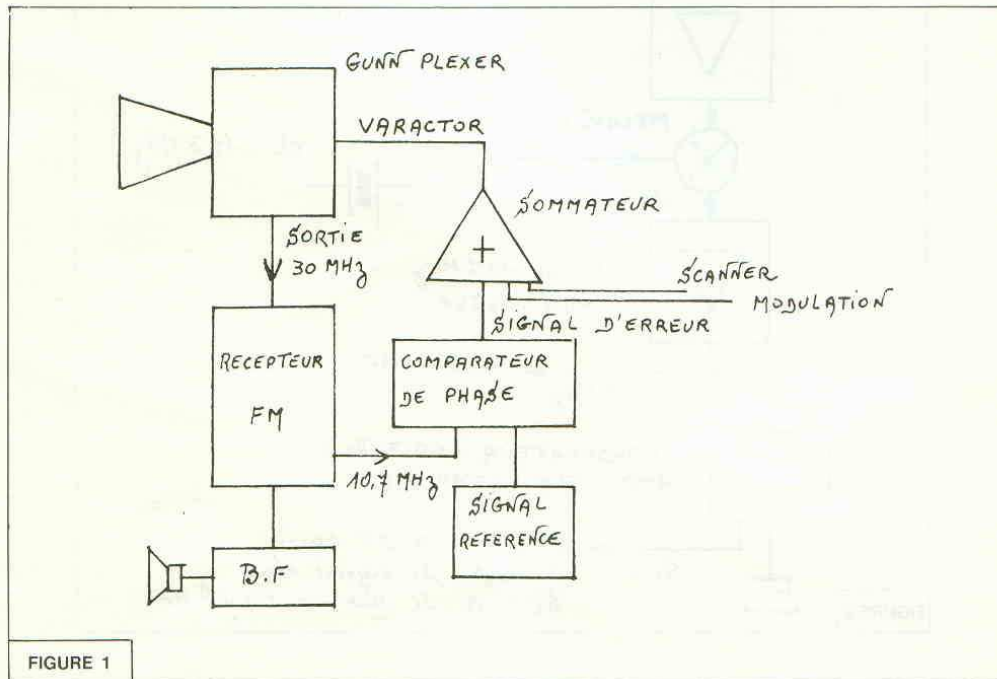 GUNN PLEXER
VARACTOR
SOMMATEUR
+
SORTIE
30 MHz
SCANNER
MODULATION
SIGNAL D'ERREUR
RECEPTEUR
FM
COMPARATEUR
DE PHASE
10,7 MHz
SIGNAL
REFERENCE
B.F
FIGURE 1